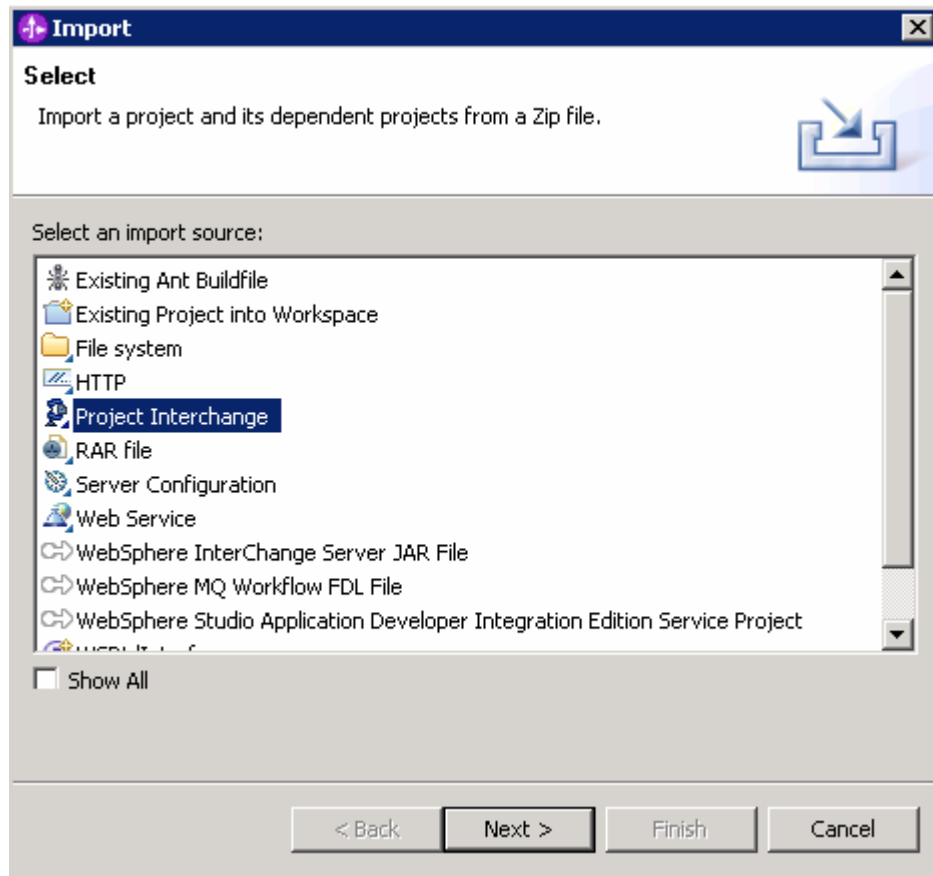 Import
Select
Import a project and its dependent projects from a Zip file.
Select an import source:
Existing Ant Buildfile
Existing Project into Workspace
File system
HTTP
Project Interchange
RAR file
Server Configuration
Web Service
WebSphere InterChange Server JAR File
WebSphere MQ Workflow FDL File
WebSphere Studio Application Developer Integration Edition Service Project
Show All
< Back
Next >
Finish
Cancel